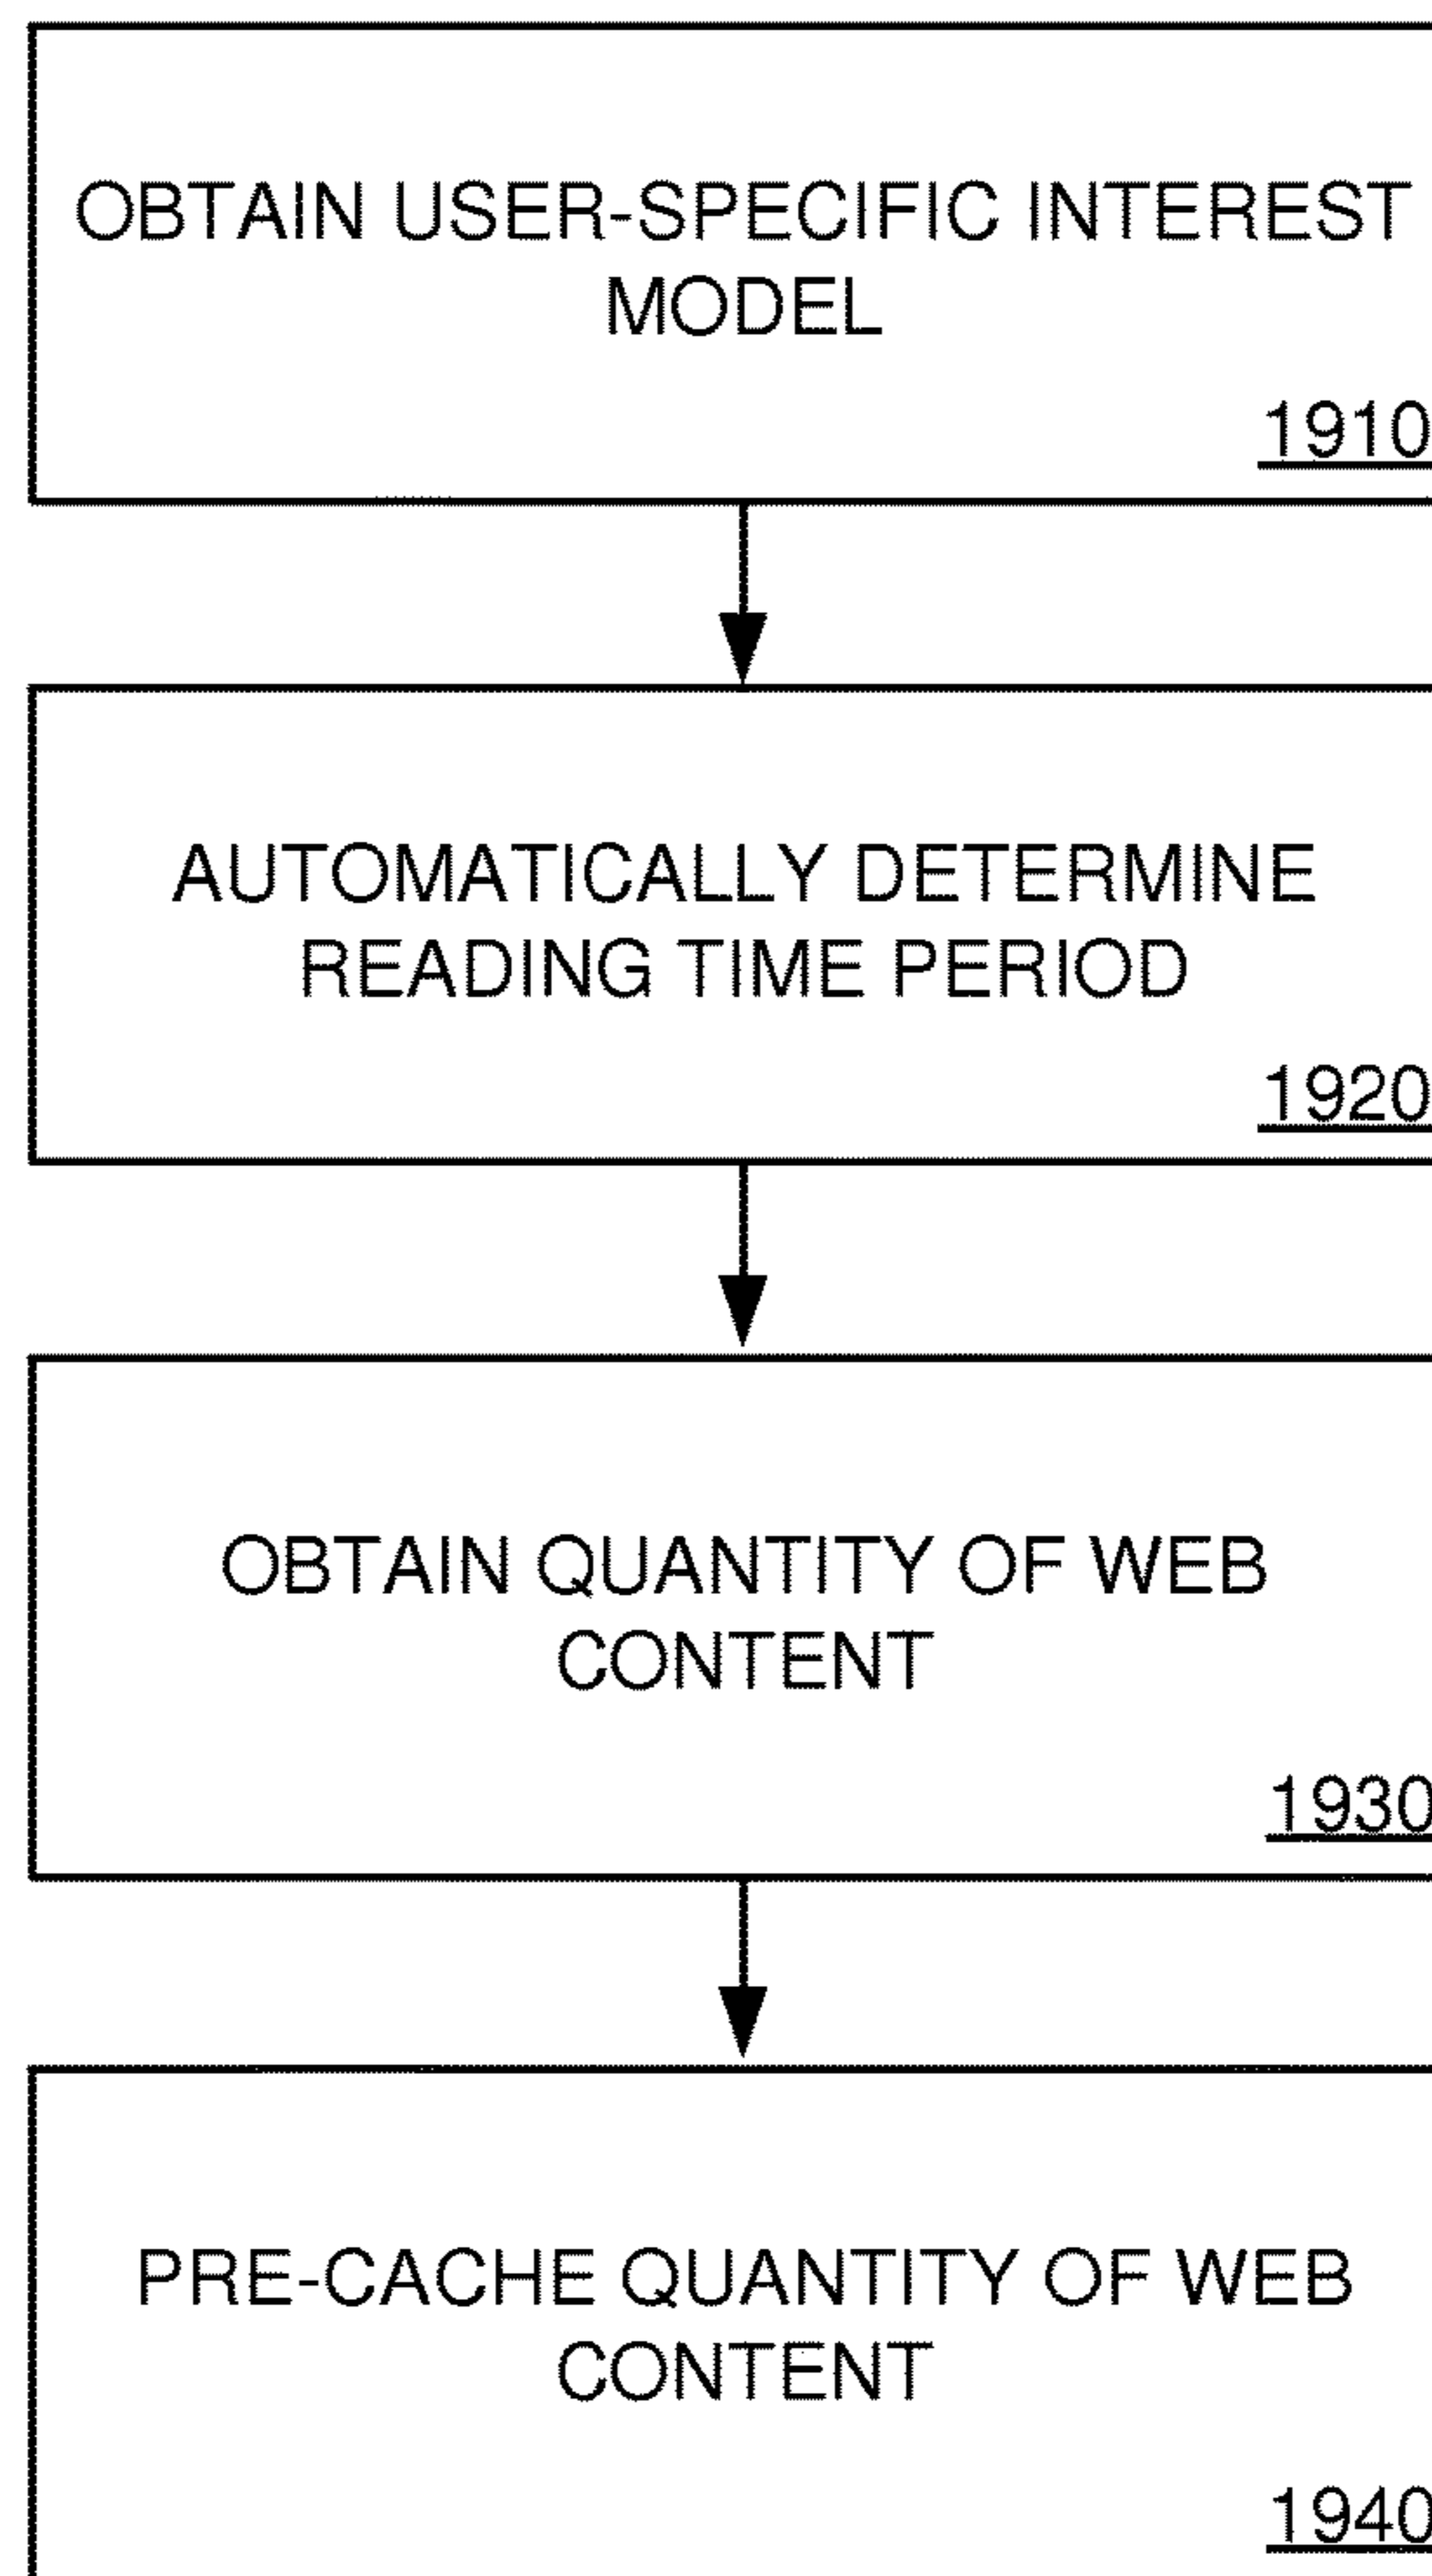 OBTAIN USER-SPECIFIC INTEREST
MODEL
1910
AUTOMATICALLY DETERMINE
READING TIME PERIOD
1920
OBTAIN QUANTITY OF WEB
CONTENT
1930
PRE-CACHE QUANTITY OF WEB
CONTENT
1940